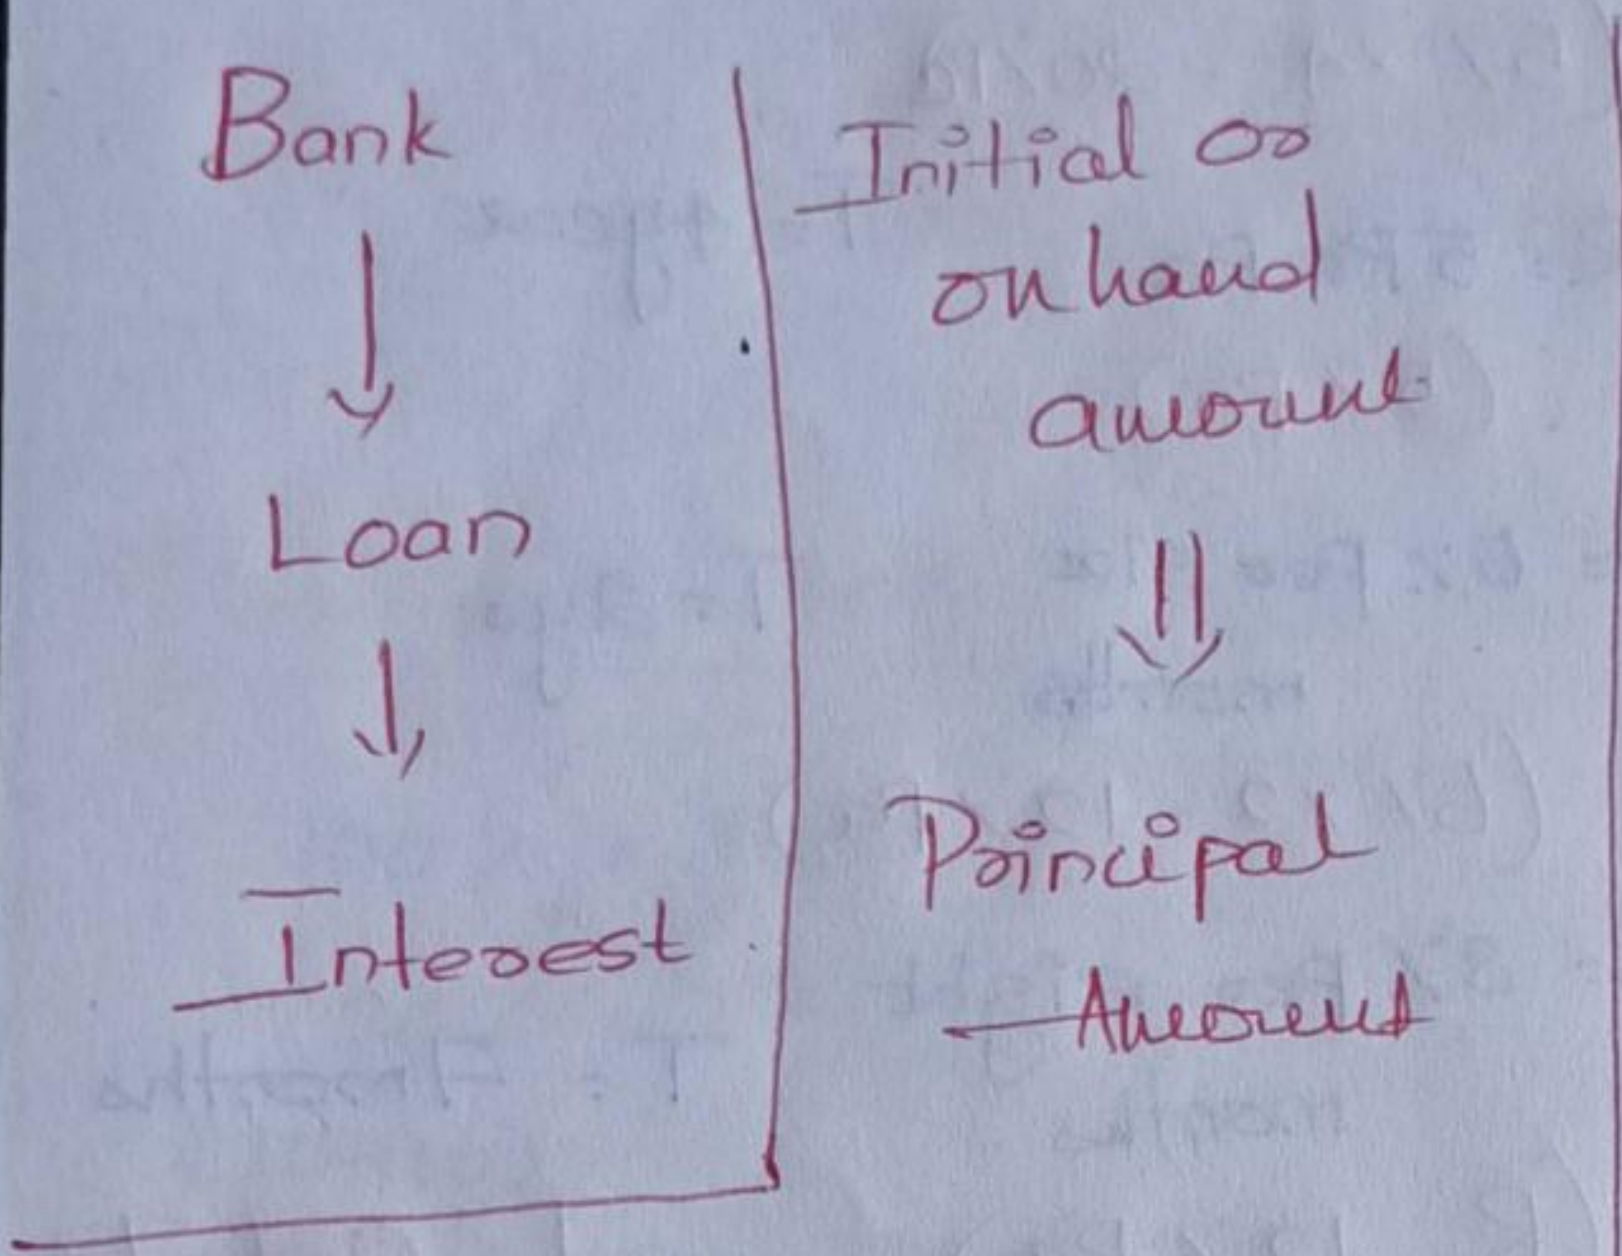 Bank
↓
Loan
↓
Interest
Initial or
on hand
amount
⇓
Principal
Amount